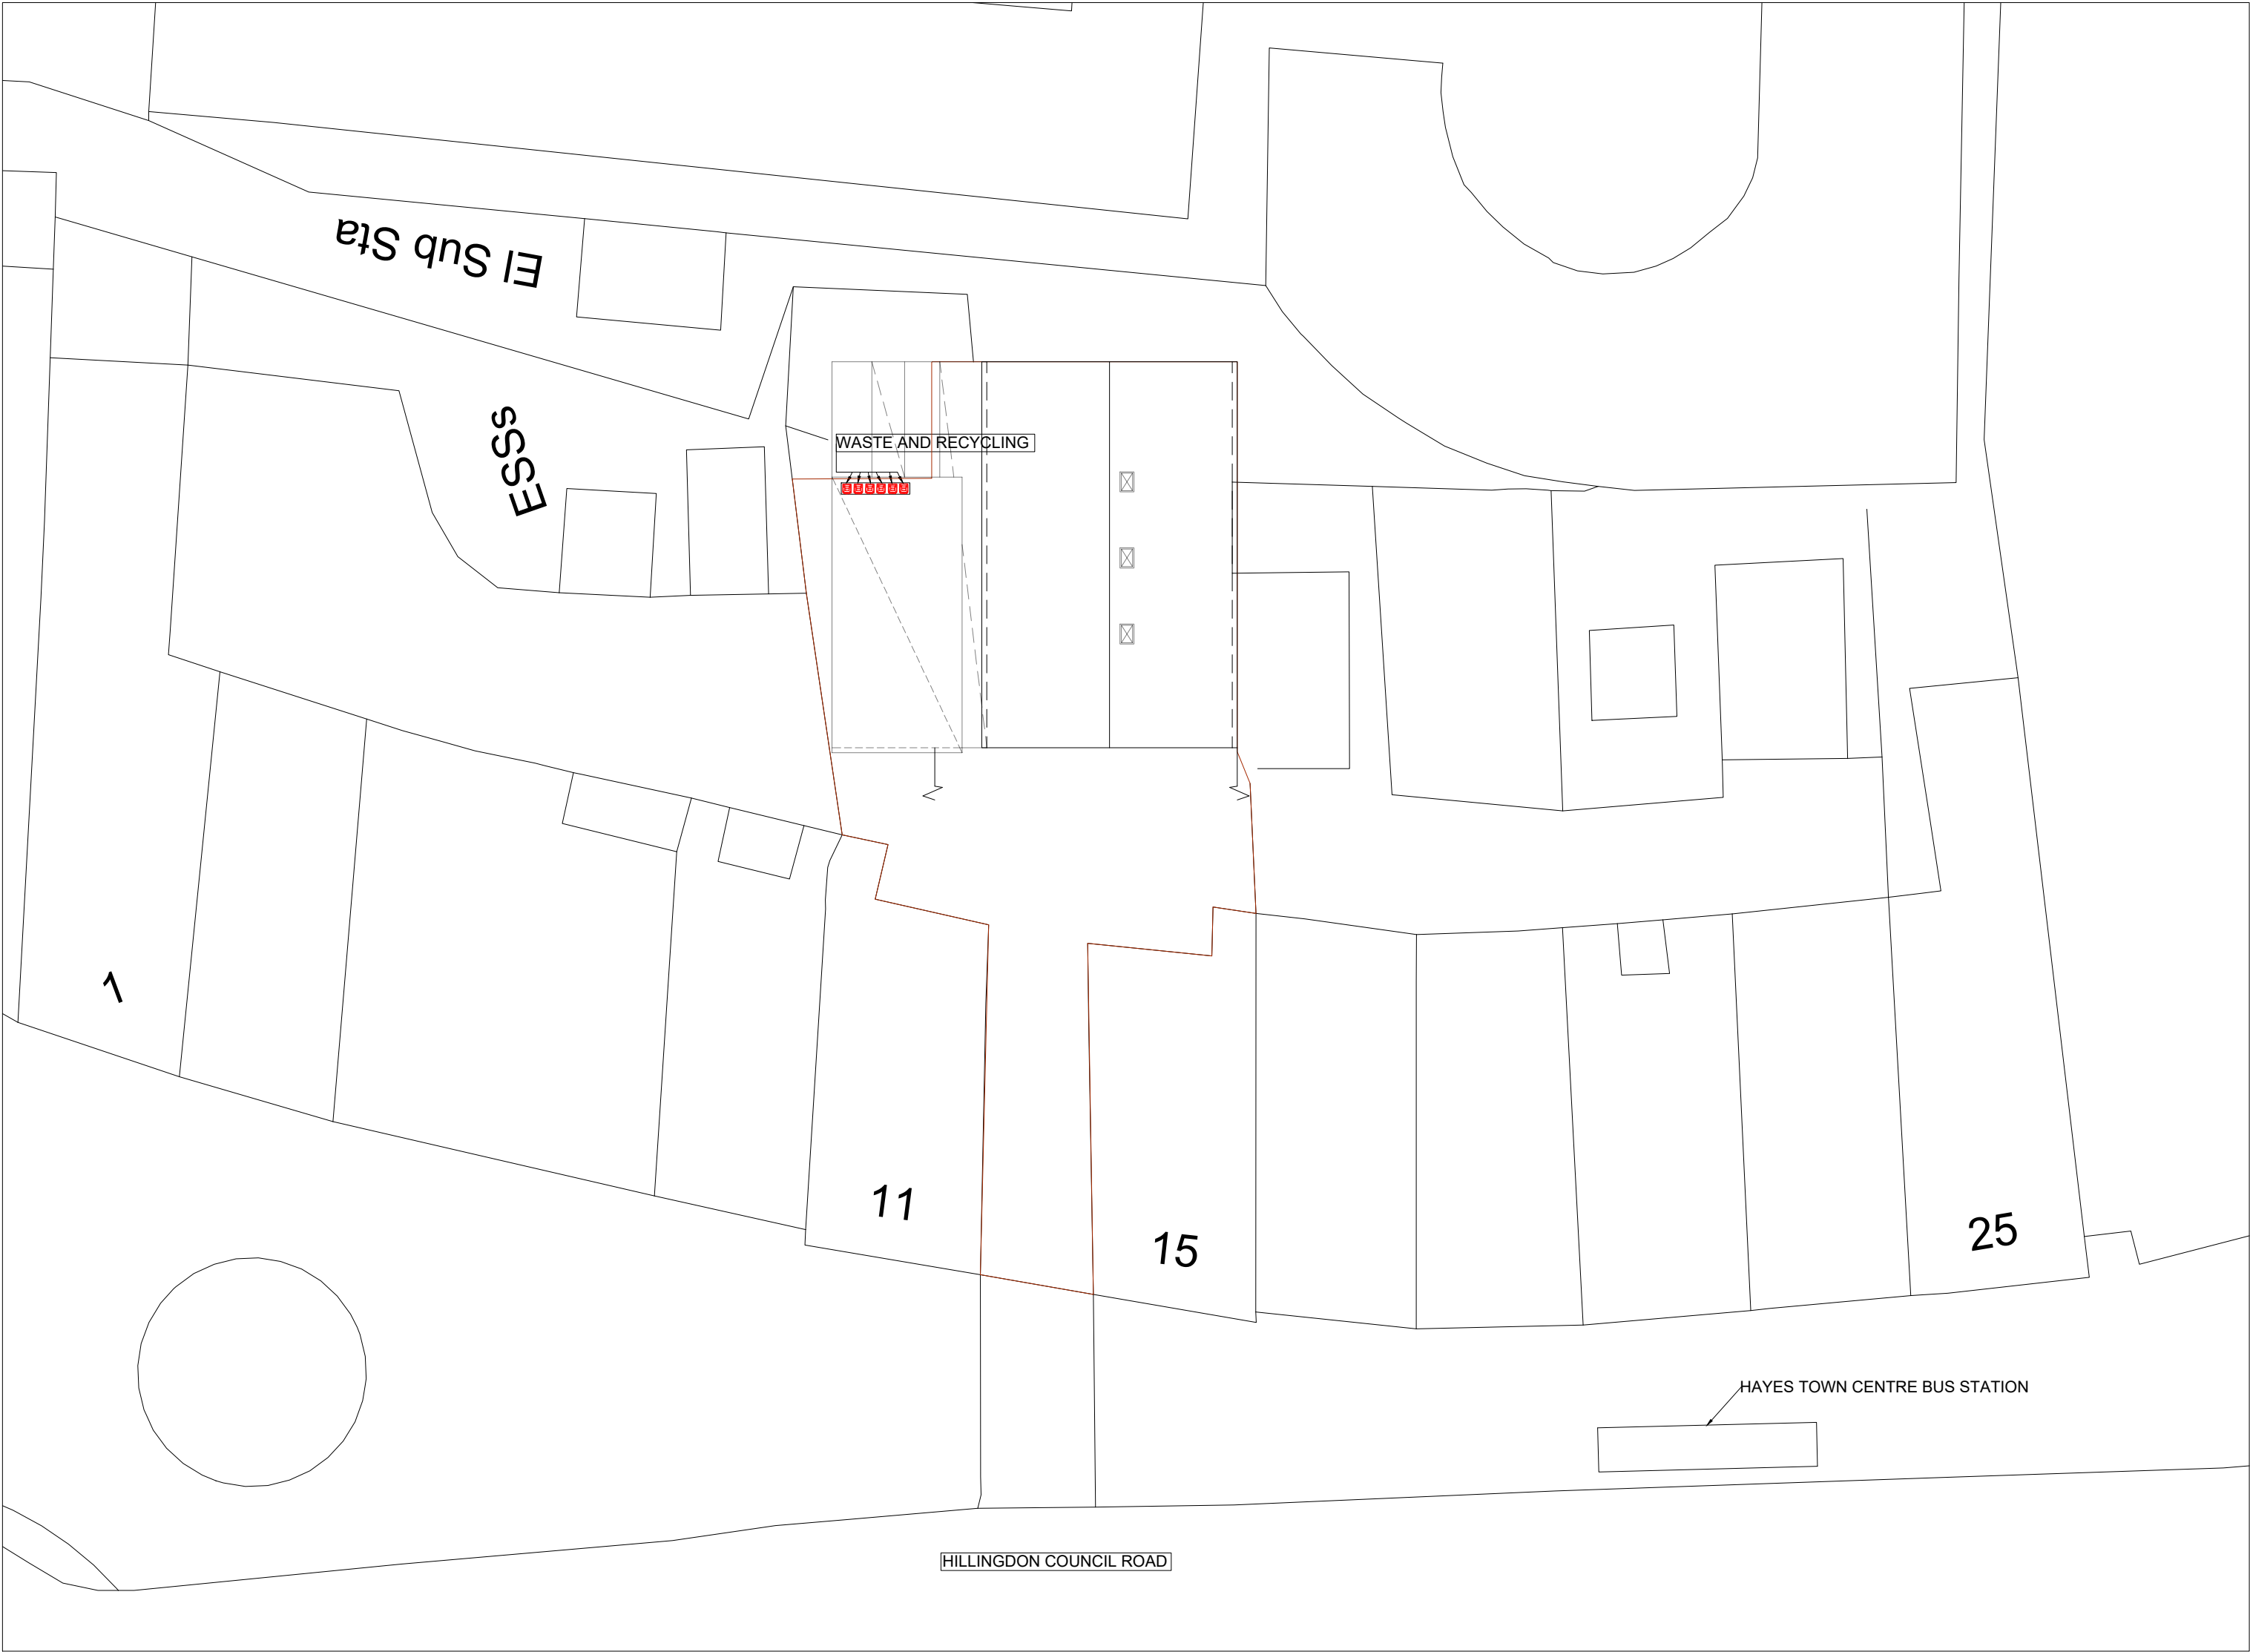 El Sub Sta
ESSs
WASTE AND RECYCLING
1
11
15
25
HAYES TOWN CENTRE BUS STATION
HILLINGDON COUNCIL ROAD